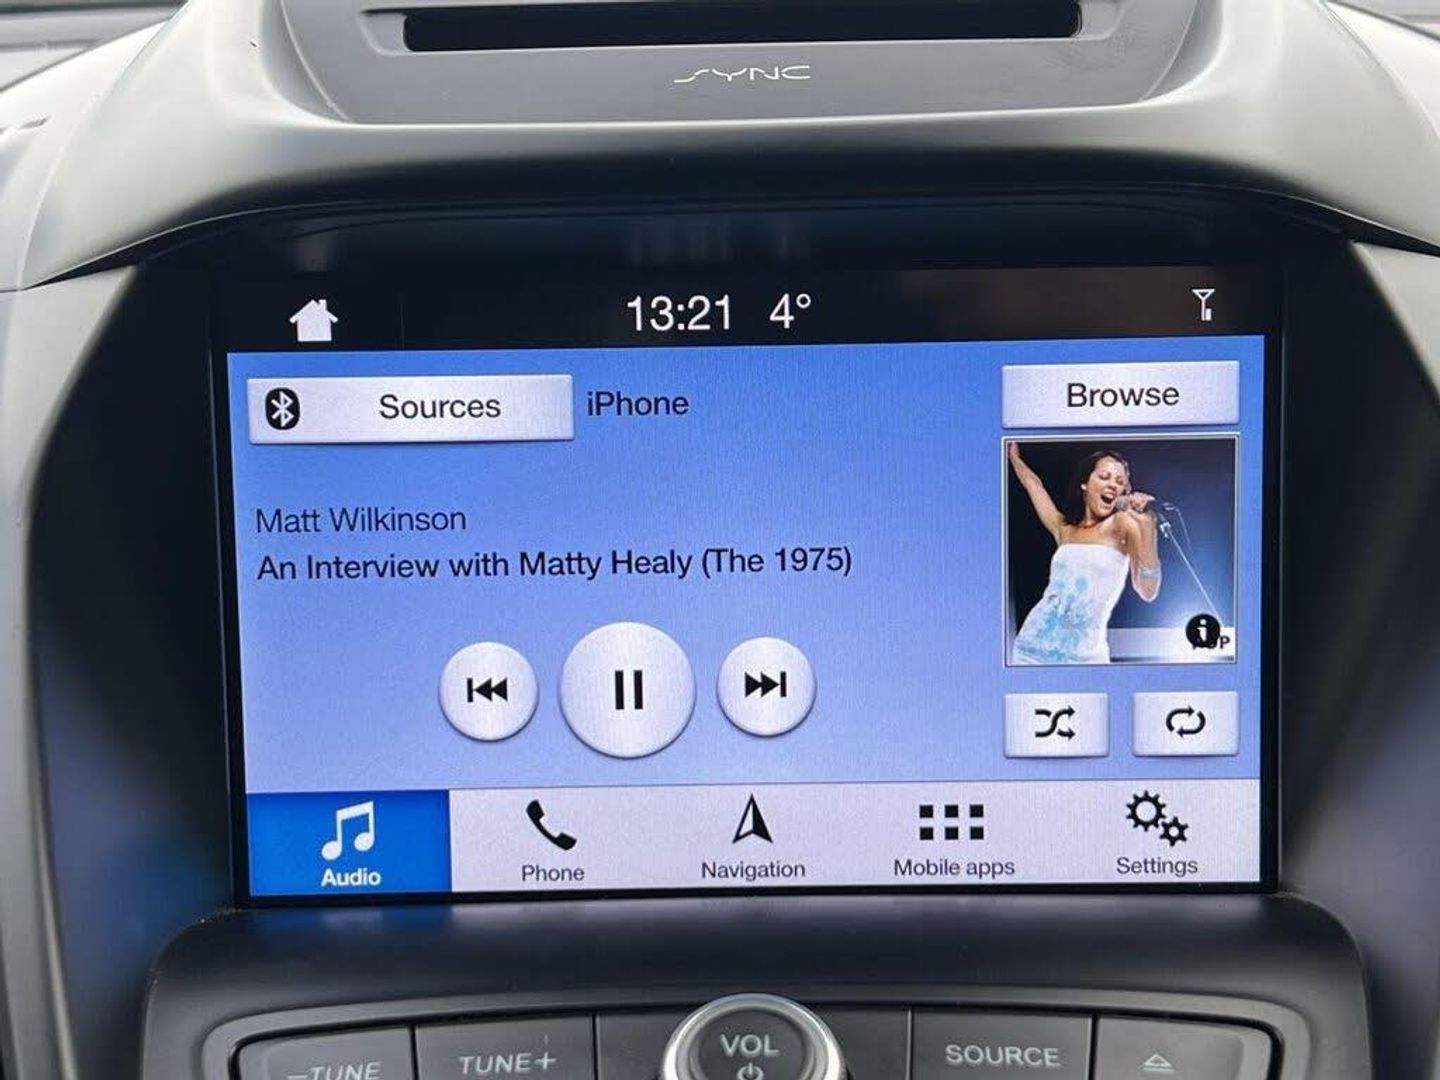 SYNC
13:21 4°
Sources iPhone Browse
Matt Wilkinson
An Interview with Matty Healy (The 1975)
Audio Phone Navigation Mobile apps Settings
–TUNE TUNE+ VOL SOURCE